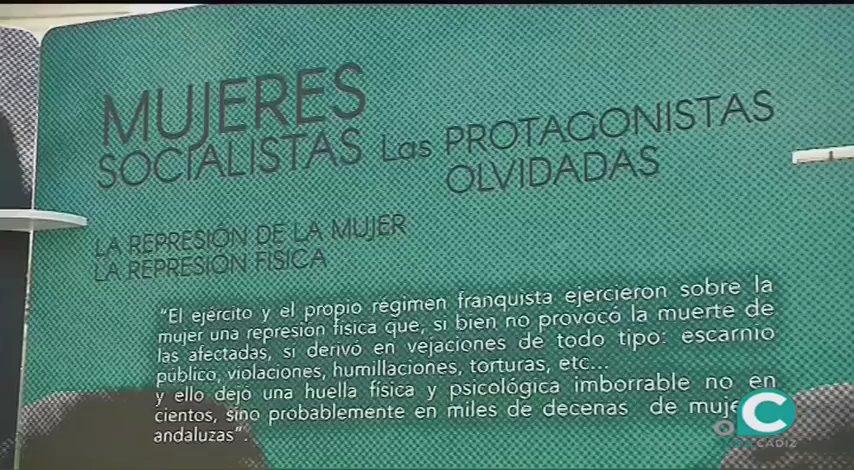 MUJERES
SOCIALISTAS Las PROTAGONISTAS
OLVIDADAS
LA REPRESIÓN DE LA MUJER
LA REPRESIÓN FÍSICA
"El ejército y el propio régimen franquista ejercieron sobre la
mujer una represión física que, si bien no provocó la muerte de
las afectadas, sí derivó en vejaciones de todo tipo: escarnio
público, violaciones, humillaciones, torturas, etc...
y ello dejó una huella física y psicológica imborrable no en
cientos, sino probablemente en miles de decenas de
andaluzas".
C
CÁDIZ